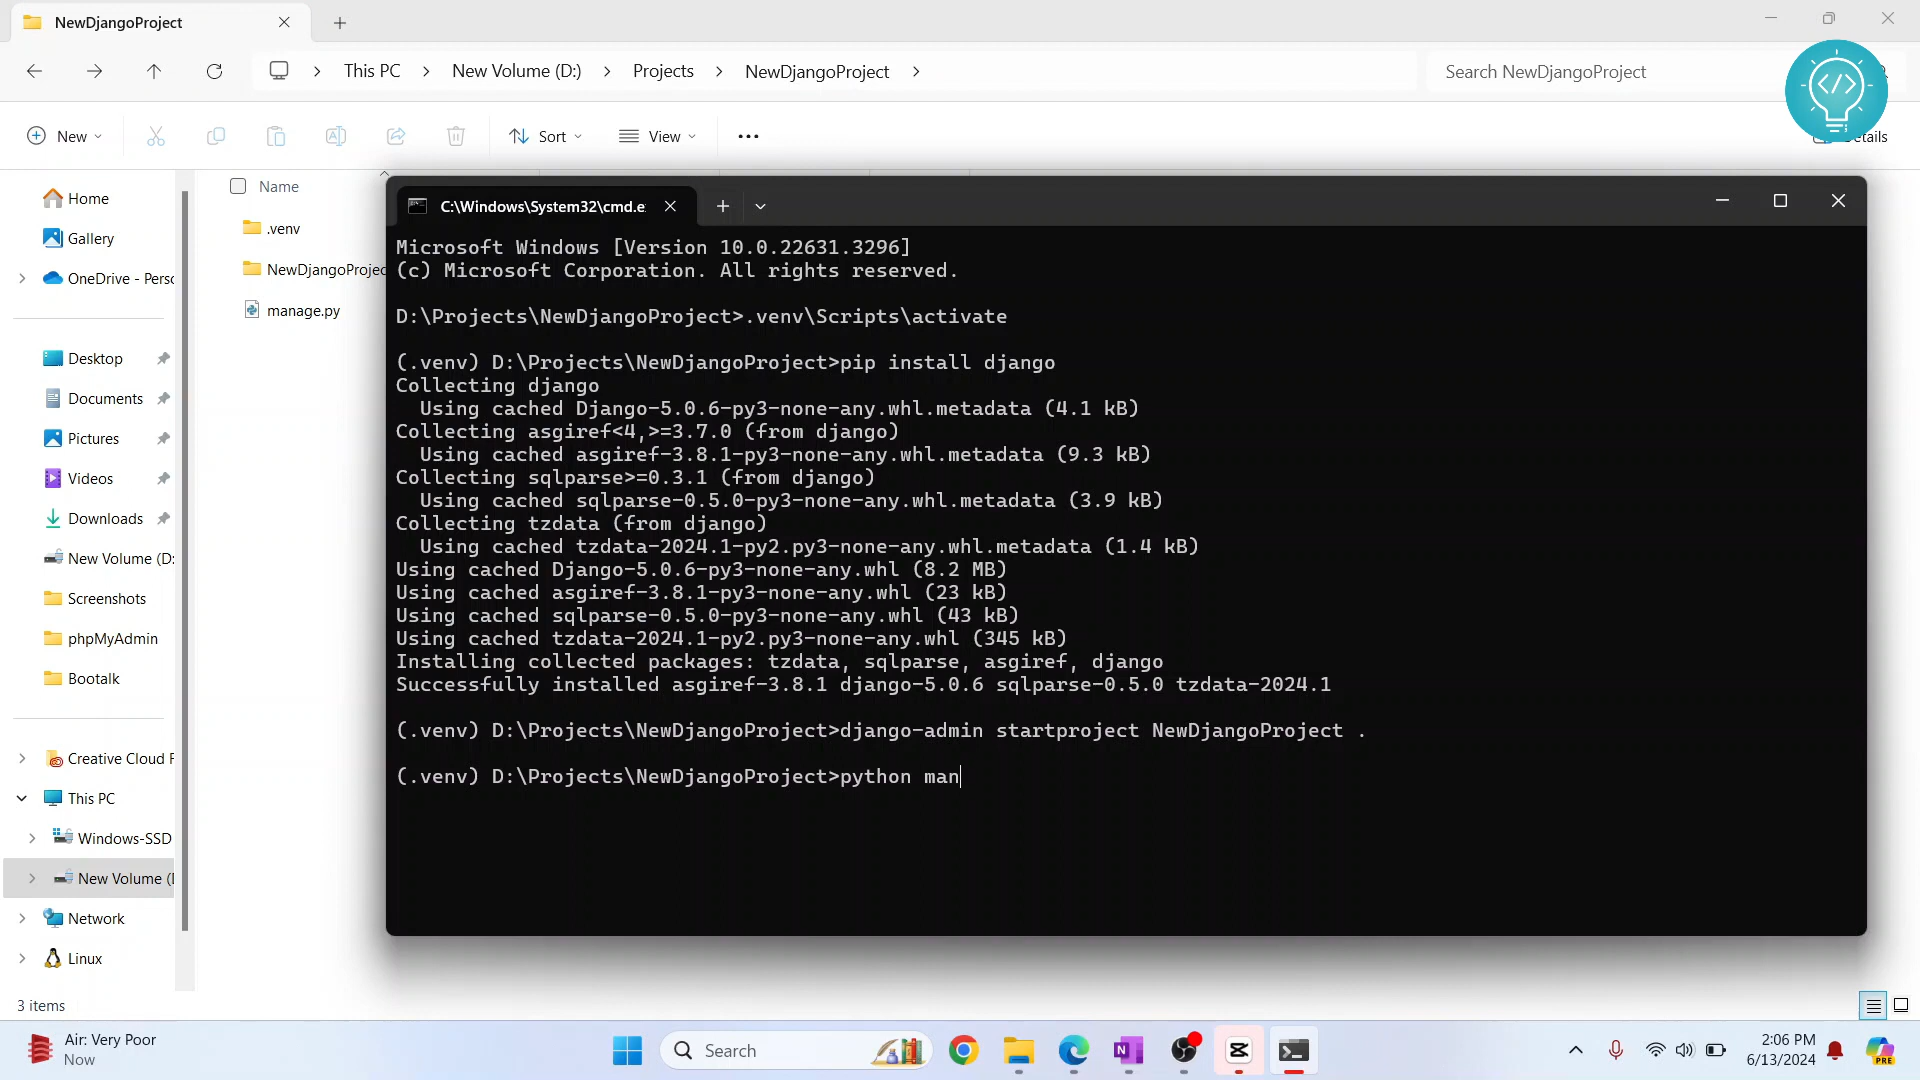 NewDjangoProject
This PC
New Volume (D:)
Projects
NewDjangoProject
Search NewDjangoProject
</>
New
Sort
View
Details
Name
.venv
NewDjangoProjec
manage.py
Home
Gallery
OneDrive - Perso
Desktop
Documents
Pictures
Videos
Downloads
New Volume (D:
Screenshots
phpMyAdmin
Bootalk
Creative Cloud F
This PC
Windows-SSD
New Volume (
Network
Linux
3 items
C:\Windows\System32\cmd.e
Microsoft Windows [Version 10.0.22631.3296]
(c) Microsoft Corporation. All rights reserved.
D:\Projects\NewDjangoProject>.venv\Scripts\activate
(.venv) D:\Projects\NewDjangoProject>pip install django
Collecting django
  Using cached Django-5.0.6-py3-none-any.whl.metadata (4.1 kB)
Collecting asgiref<4,>=3.7.0 (from django)
  Using cached asgiref-3.8.1-py3-none-any.whl.metadata (9.3 kB)
Collecting sqlparse>=0.3.1 (from django)
  Using cached sqlparse-0.5.0-py3-none-any.whl.metadata (3.9 kB)
Collecting tzdata (from django)
  Using cached tzdata-2024.1-py2.py3-none-any.whl.metadata (1.4 kB)
Using cached Django-5.0.6-py3-none-any.whl (8.2 MB)
Using cached asgiref-3.8.1-py3-none-any.whl (23 kB)
Using cached sqlparse-0.5.0-py3-none-any.whl (43 kB)
Using cached tzdata-2024.1-py2.py3-none-any.whl (345 kB)
Installing collected packages: tzdata, sqlparse, asgiref, django
Successfully installed asgiref-3.8.1 django-5.0.6 sqlparse-0.5.0 tzdata-2024.1
(.venv) D:\Projects\NewDjangoProject>django-admin startproject NewDjangoProject .
(.venv) D:\Projects\NewDjangoProject>python man
Air: Very Poor
Now
Search
2:06 PM
6/13/2024
PRE